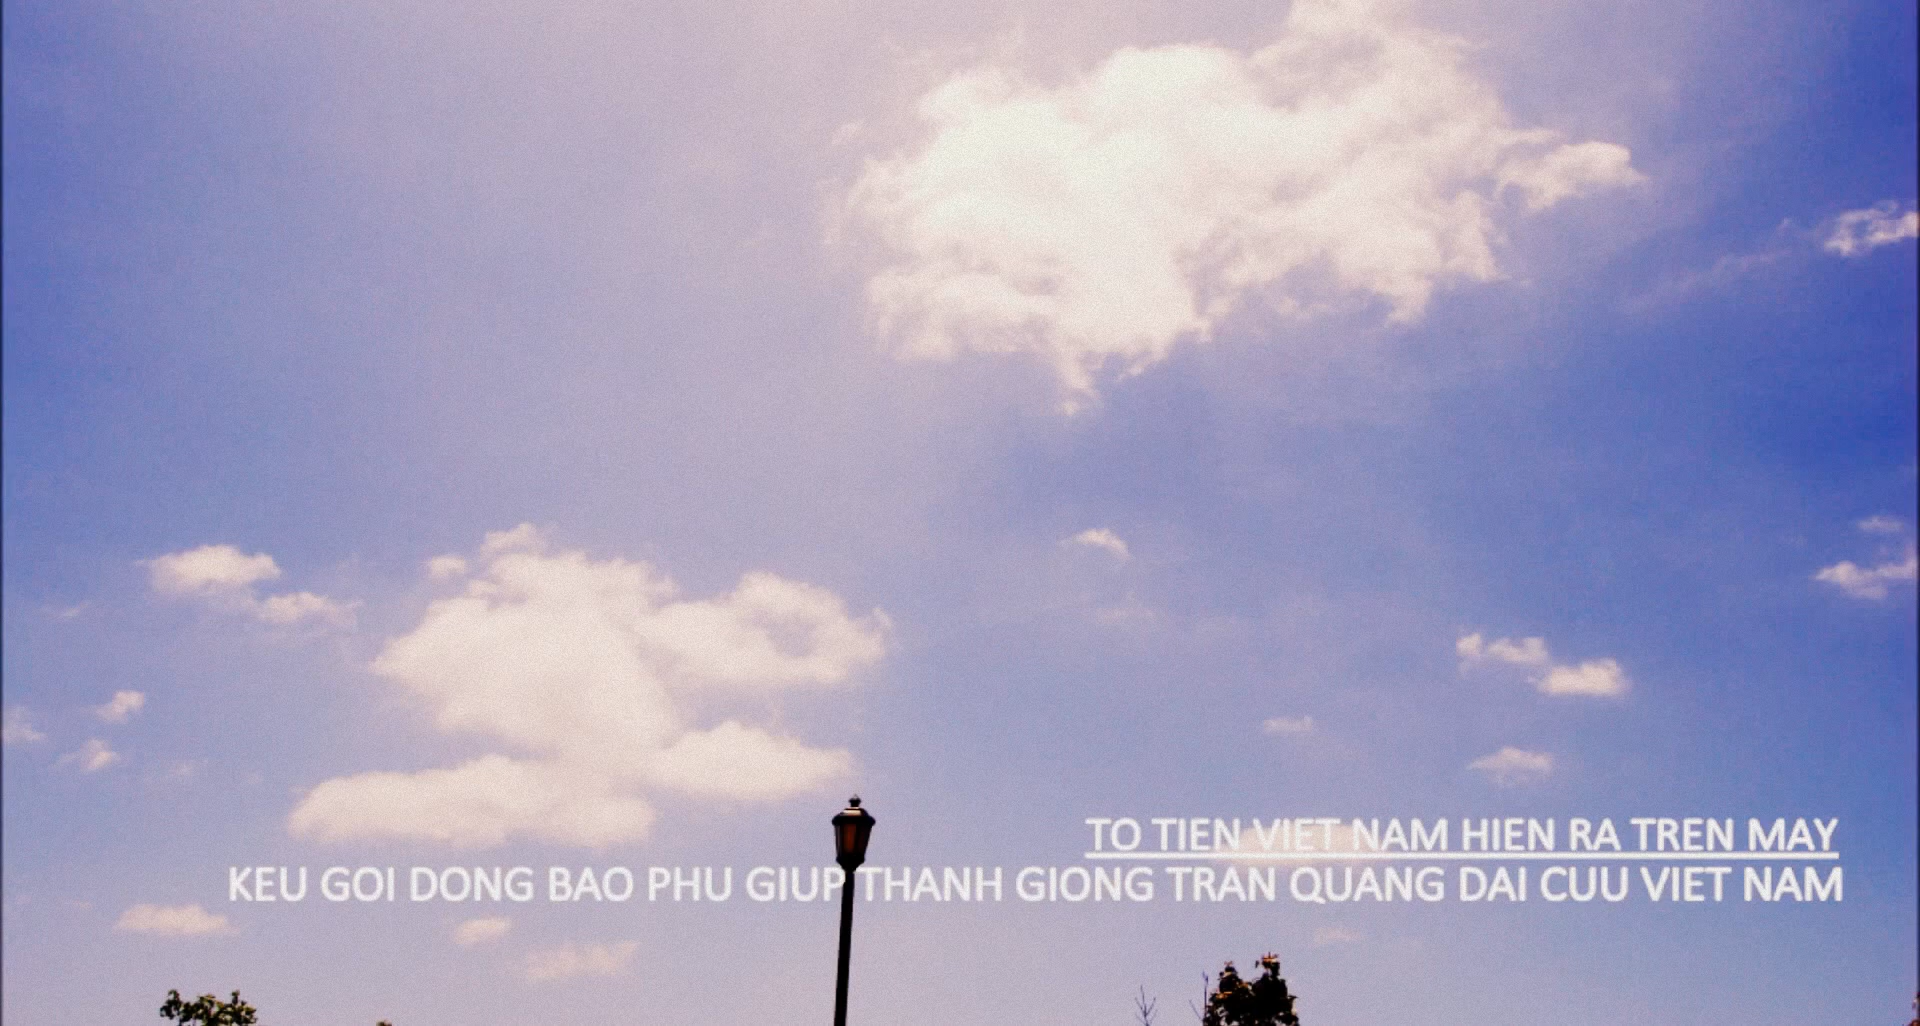 TO TIEN VIET NAM HIEN RA TREN MAY
KEU GOI DONG BAO PHU GIUP THANH GIONG TRAN QUANG DAI CUU VIET NAM